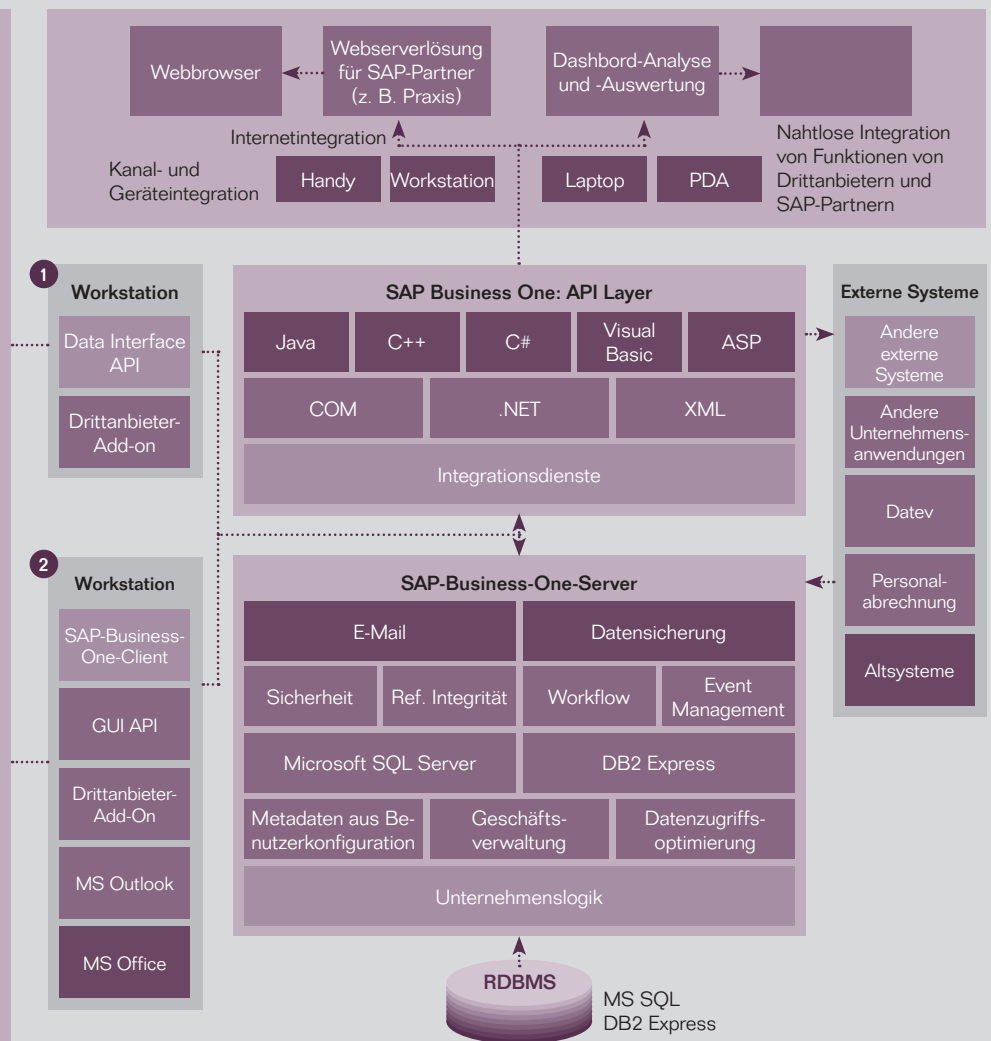 Webbrowser
Webserverlösung
für SAP-Partner
(z. B. Praxis)
Dashbord-Analyse
und -Auswertung
Internetintegration
Kanal- und
Geräteintegration
Handy
Workstation
Laptop
PDA
Nahtlose Integration
von Funktionen von
Drittanbietern und
SAP-Partnern
1
Workstation
Data Interface
API
Drittanbieter-
Add-on
SAP Business One: API Layer
Java
C++
C#
Visual
Basic
ASP
COM
.NET
XML
Integrationsdienste
Externe Systeme
Andere
externe
Systeme
Andere
Unternehmens-
anwendungen
Datev
Personal-
abrechnung
Altsysteme
2
Workstation
SAP-Business-
One-Client
GUI API
Drittanbieter-
Add-On
MS Outlook
MS Office
SAP-Business-One-Server
E-Mail
Datensicherung
Sicherheit
Ref. Integrität
Workflow
Event
Management
Microsoft SQL Server
DB2 Express
Metadaten aus Be-
nutzerkonfiguration
Geschäfts-
verwaltung
Datenzugriffs-
optimierung
Unternehmenslogik
RDBMS
MS SQL
DB2 Express